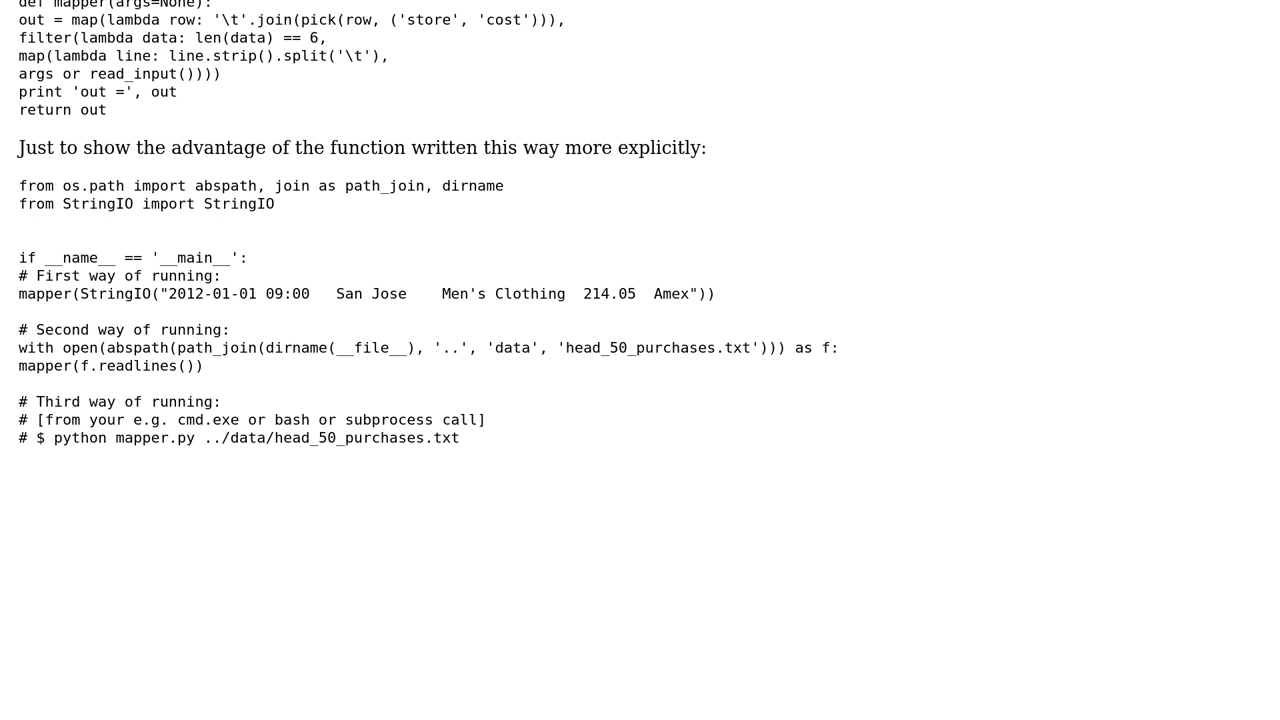 def mapper(args=None):
out = map(lambda row: '\t'.join(pick(row, ('store', 'cost'))),
filter(lambda data: len(data) == 6,
map(lambda line: line.strip().split('\t'),
args or read_input())))
print 'out =', out
return out
Just to show the advantage of the function written this way more explicitly:
from os.path import abspath, join as path_join, dirname
from StringIO import StringIO
if __name__ == '__main__':
# First way of running:
mapper(StringIO("2012-01-01 09:00   San Jose    Men's Clothing  214.05  Amex"))
# Second way of running:
with open(abspath(path_join(dirname(__file__), '..', 'data', 'head_50_purchases.txt'))) as f:
mapper(f.readlines())
# Third way of running:
# [from your e.g. cmd.exe or bash or subprocess call]
# $ python mapper.py ../data/head_50_purchases.txt